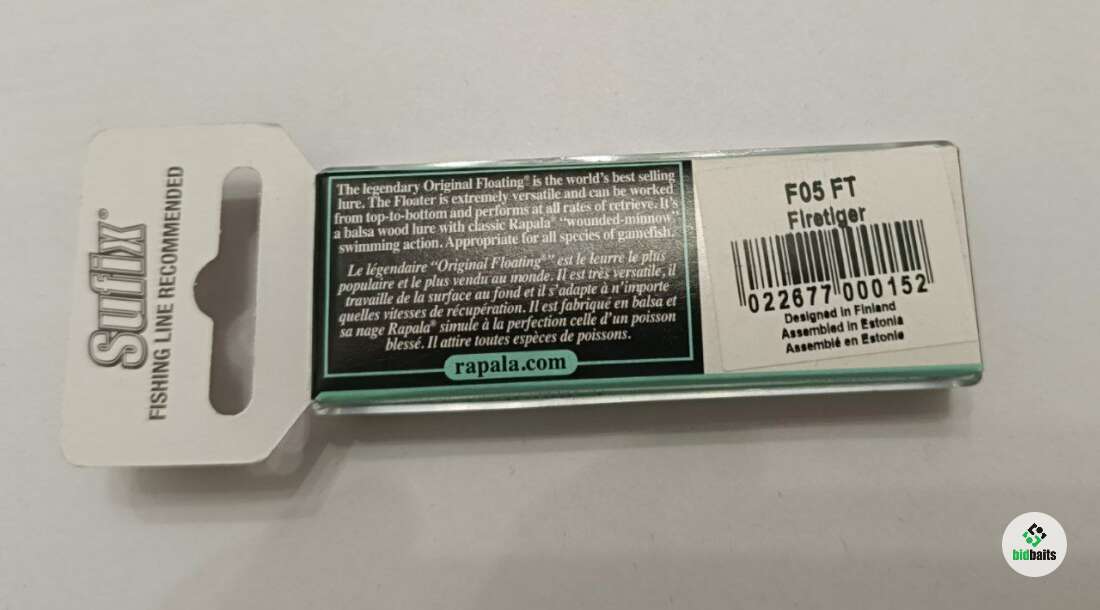 Sufix®
FISHING LINE RECOMMENDED
The legendary Original Floating® is the world's best selling
lure. The Floater is extremely versatile and can be worked
from top-to-bottom and performs at all rates of retrieve. It's
a balsa wood lure with classic Rapala® "wounded-minnow"
swimming action. Appropriate for all species of gamefish.
Le légendaire "Original Floating®" est le leurre le plus
populaire et le plus vendu au monde. Il est très versatile, il
travaille de la surface au fond et il s'adapte à n'importe
quelles vitesses de récupération. Il est fabriqué en balsa et
sa nage Rapala® simule à la perfection celle d'un poisson
blessé. Il attire toutes espèces de poissons.
rapala.com
F05 FT
Firetiger
022677 000152
Designed in Finland
Assembled in Estonia
Assemblé en Estonie
bidbaits